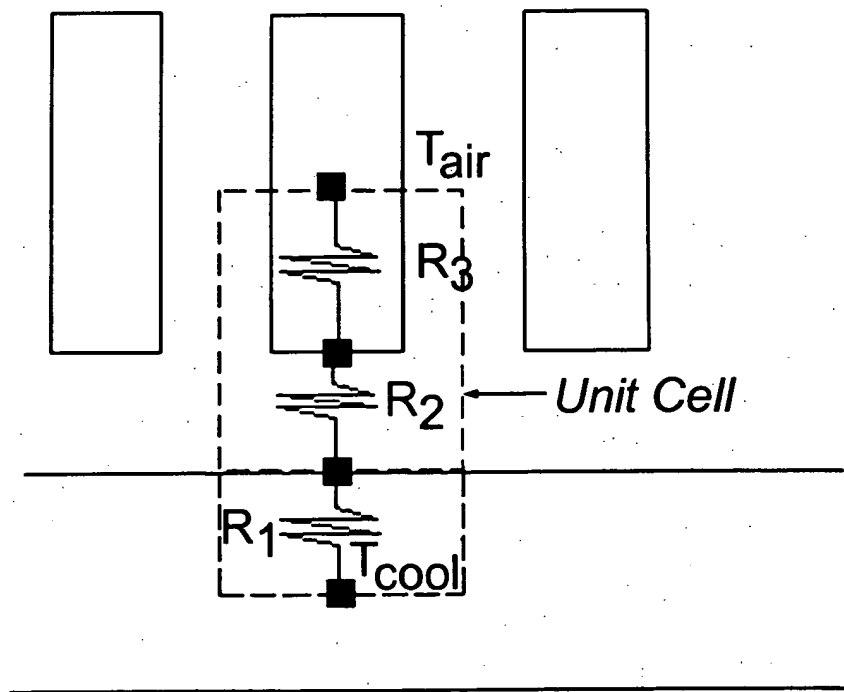 Tair
R3
R2
Unit Cell
R1
Tcool